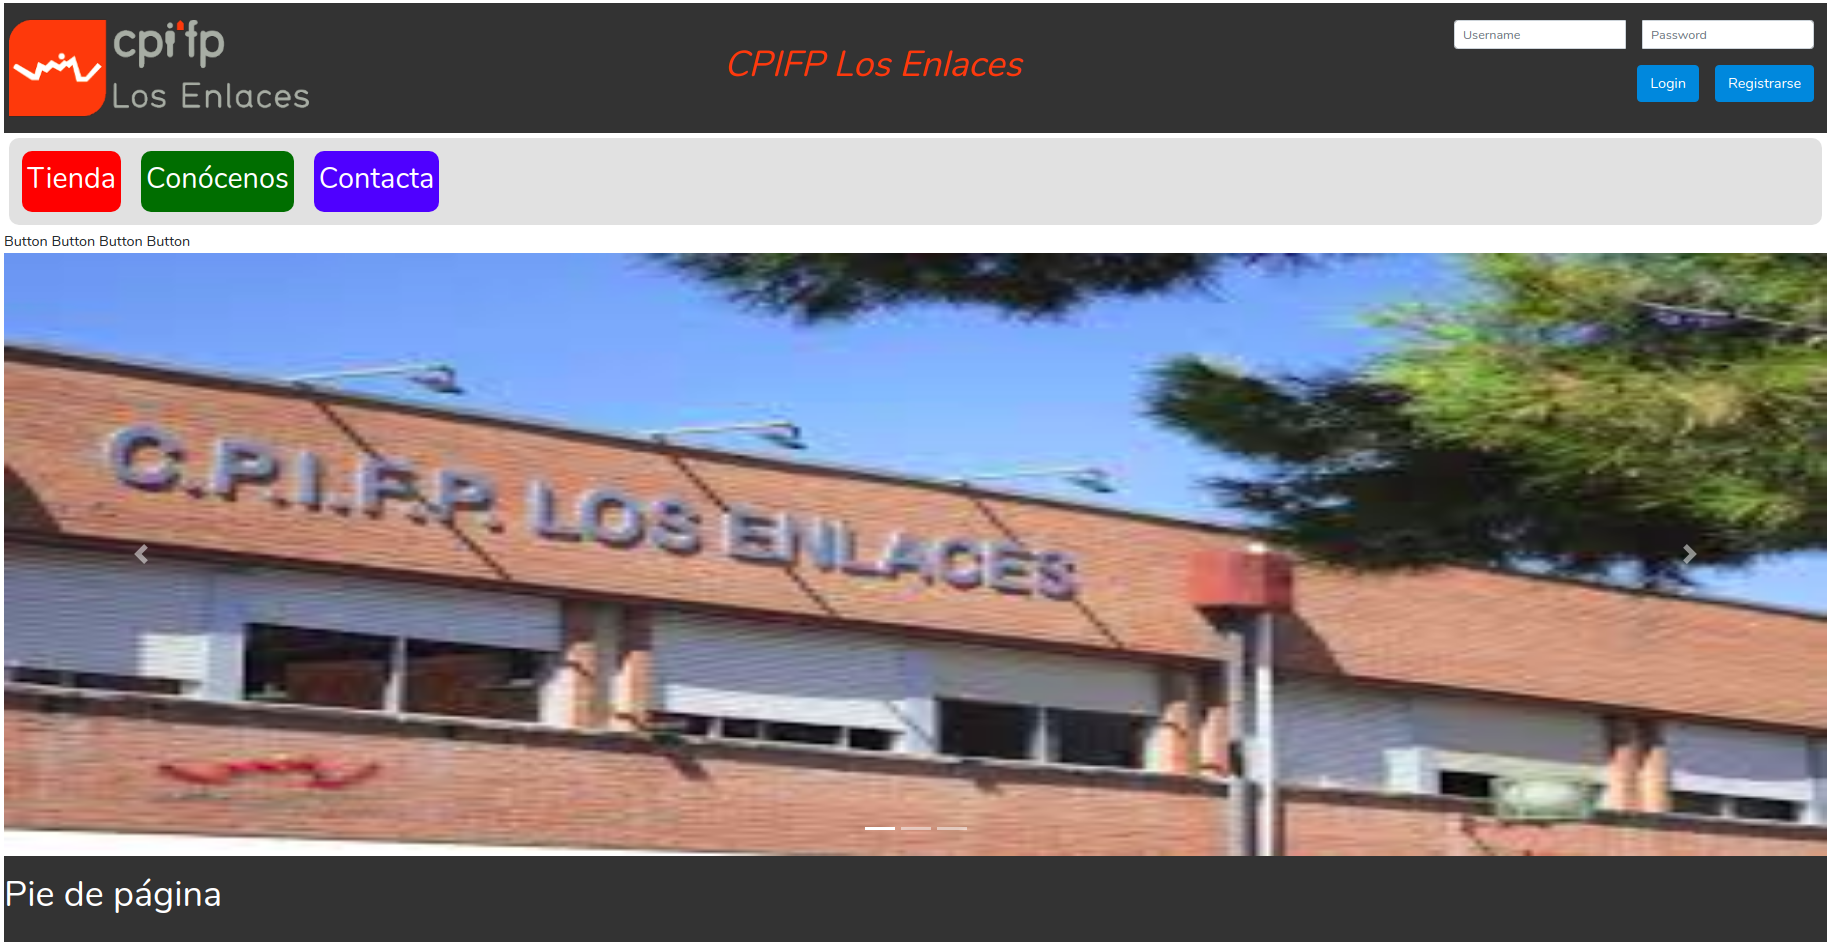 cpifp
Los Enlaces
CPIFP Los Enlaces
Username
Password
Login
Registrarse
Tienda
Conócenos
Contacta
Button Button Button Button
C.P.I.F.P. LOS ENLACES
Pie de página